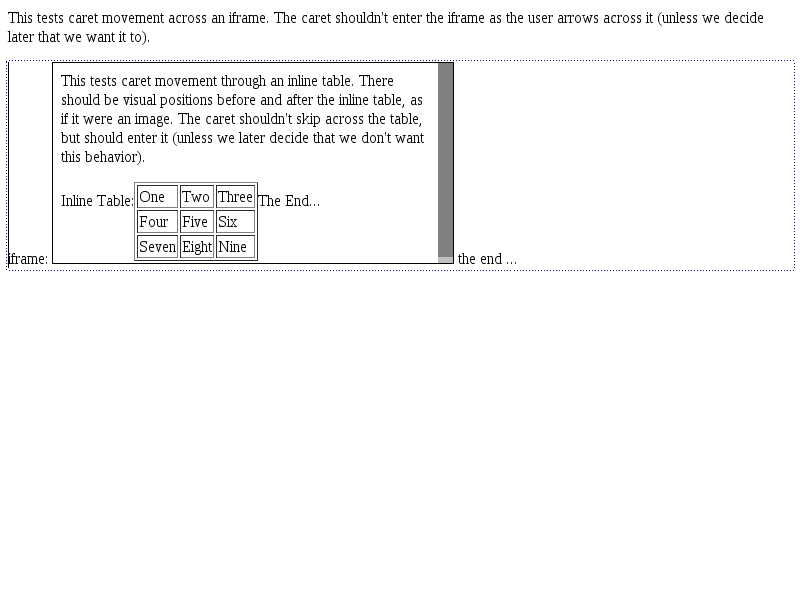 This tests caret movement across an iframe. The caret shouldn't enter the iframe as the user arrows across it (unless we decide
later that we want it to).
This tests caret movement through an inline table. There
should be visual positions before and after the inline table, as
if it were an image. The caret shouldn't skip across the table,
but should enter it (unless we later decide that we don't want
this behavior).
Inline Table: One Two Three The End...
Four Five Six
Seven Eight Nine
iframe: the end ...